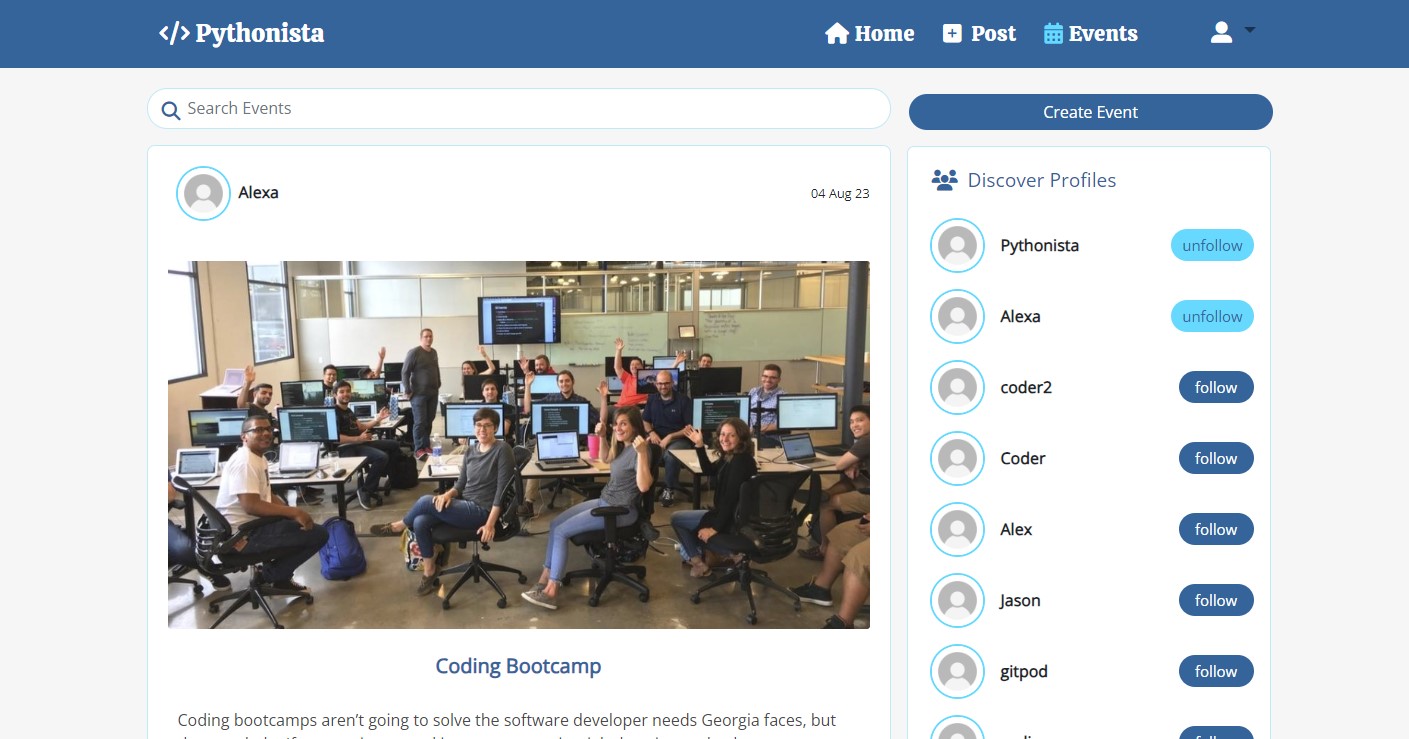 </> Pythonista
Home
Post
Events
Search Events
Create Event
Alexa
04 Aug 23
Coding Bootcamp
Coding bootcamps aren’t going to solve the software developer needs Georgia faces, but
Discover Profiles
Pythonista unfollow
Alexa unfollow
coder2 follow
Coder follow
Alex follow
Jason follow
gitpod follow